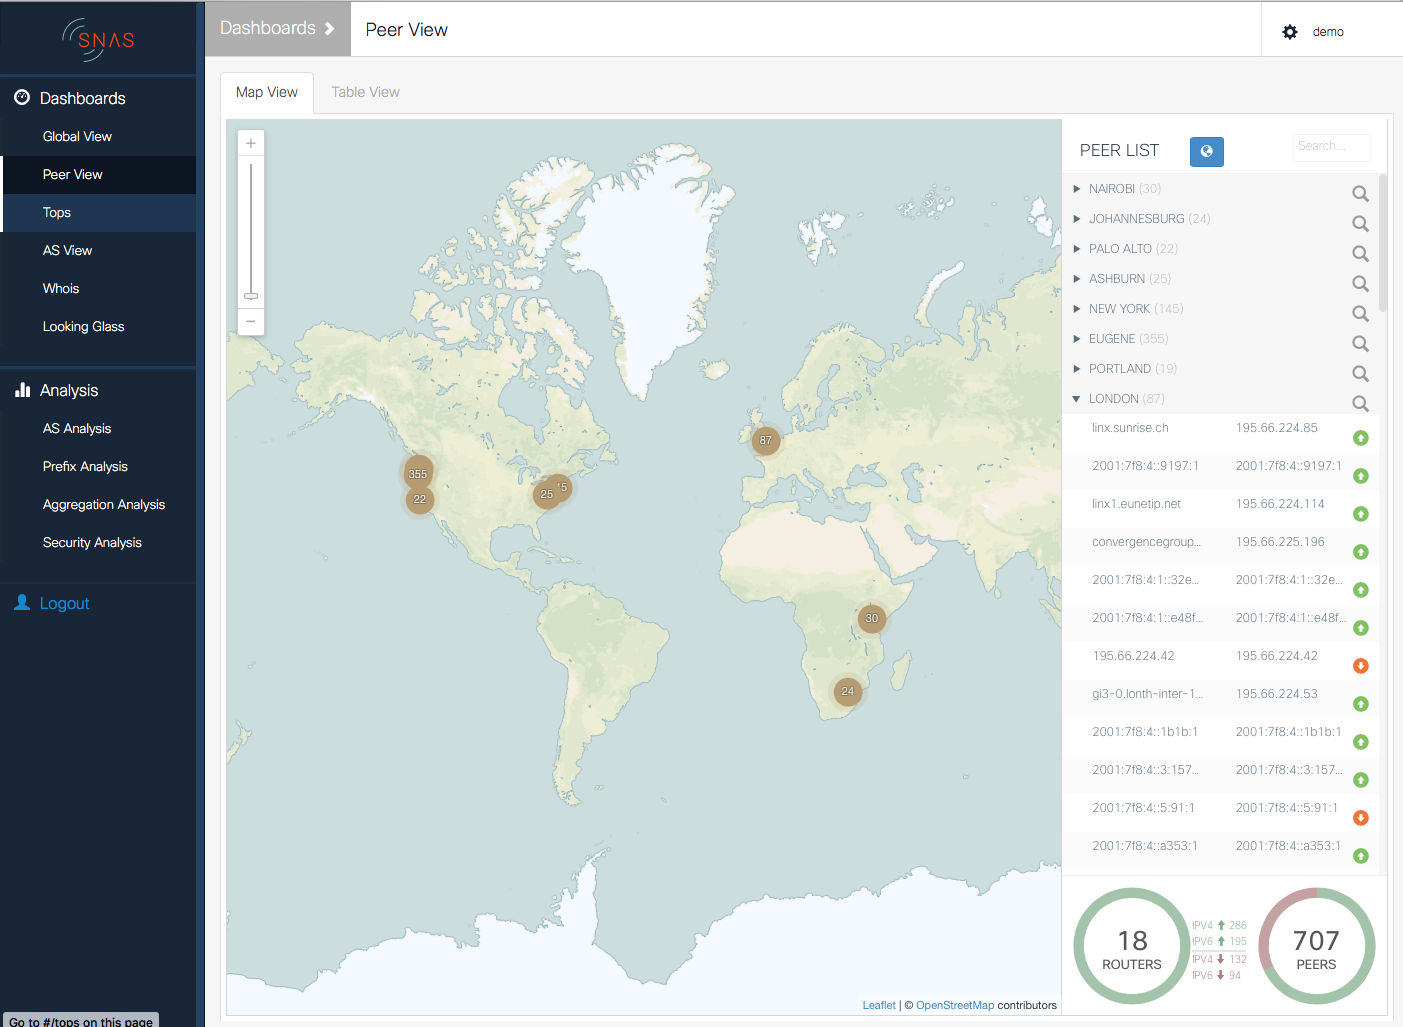 SNAS
Dashboards
Global View
Peer View
Tops
AS View
Whois
Looking Glass
Analysis
AS Analysis
Prefix Analysis
Aggregation Analysis
Security Analysis
Logout
Go to #/tops on this page
Dashboards
Peer View
demo
Map View
Table View
+
−
355
22
25
5
87
30
24
Leaflet | © OpenStreetMap contributors
PEER LIST
Search...
NAIROBI (30)
JOHANNESBURG (24)
PALO ALTO (22)
ASHBURN (25)
NEW YORK (145)
EUGENE (355)
PORTLAND (19)
LONDON (87)
linx.sunrise.ch 195.66.224.85
2001:7f8:4::9197:1 2001:7f8:4::9197:1
linx1.eunetip.net 195.66.224.114
convergencegroup... 195.66.225.196
2001:7f8:4:1::32e... 2001:7f8:4:1::32e...
2001:7f8:4:1::e48f... 2001:7f8:4:1::e48f...
195.66.224.42 195.66.224.42
gi3-0.lonth-inter-1... 195.66.224.53
2001:7f8:4::1b1b:1 2001:7f8:4::1b1b:1
2001:7f8:4::3:157... 2001:7f8:4::3:157...
2001:7f8:4::5:91:1 2001:7f8:4::5:91:1
2001:7f8:4::a353:1 2001:7f8:4::a353:1
18
ROUTERS
IPV4 286
IPV6 195
IPV4 132
IPV6 94
707
PEERS